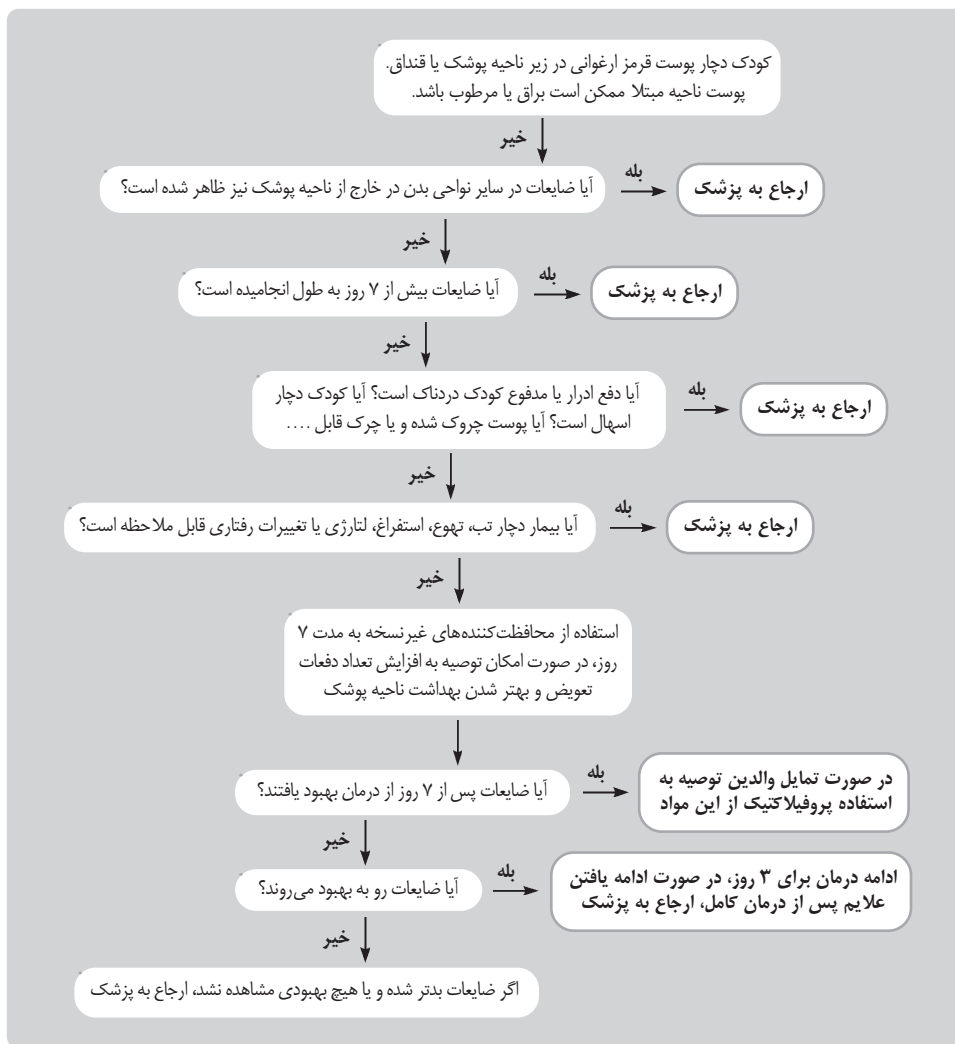 کودک دچار پوست قرمز ارغوانی در زیر ناحیه پوشک یا قنداق.
پوست ناحیه مبتلا ممکن است براق یا مرطوب باشد.
خیر
آیا ضایعات در سایر نواحی بدن در خارج از ناحیه پوشک نیز ظاهر شده است؟
بله
ارجاع به پزشک
خیر
آیا ضایعات بیش از ۷ روز به طول انجامیده است؟
بله
ارجاع به پزشک
خیر
آیا دفع ادرار یا مدفوع کودک دردناک است؟ آیا کودک دچار
اسهال است؟ آیا پوست چروک شده و یا چرک قابل ....
بله
ارجاع به پزشک
خیر
آیا بیمار دچار تب، تهوع، استفراغ، لتارژی یا تغییرات رفتاری قابل ملاحظه است؟
بله
ارجاع به پزشک
خیر
استفاده از محافظت‌کننده‌های غیرنسخه به مدت ۷
روز، در صورت امکان توصیه به افزایش تعداد دفعات
تعویض و بهتر شدن بهداشت ناحیه پوشک
آیا ضایعات پس از ۷ روز از درمان بهبود یافتند؟
بله
در صورت تمایل والدین توصیه به
استفاده پروفیلاکتیک از این مواد
خیر
آیا ضایعات رو به بهبود می‌روند؟
بله
ادامه درمان برای ۳ روز، در صورت ادامه یافتن
علایم پس از درمان کامل، ارجاع به پزشک
خیر
اگر ضایعات بدتر شده و یا هیچ بهبودی مشاهده نشد، ارجاع به پزشک